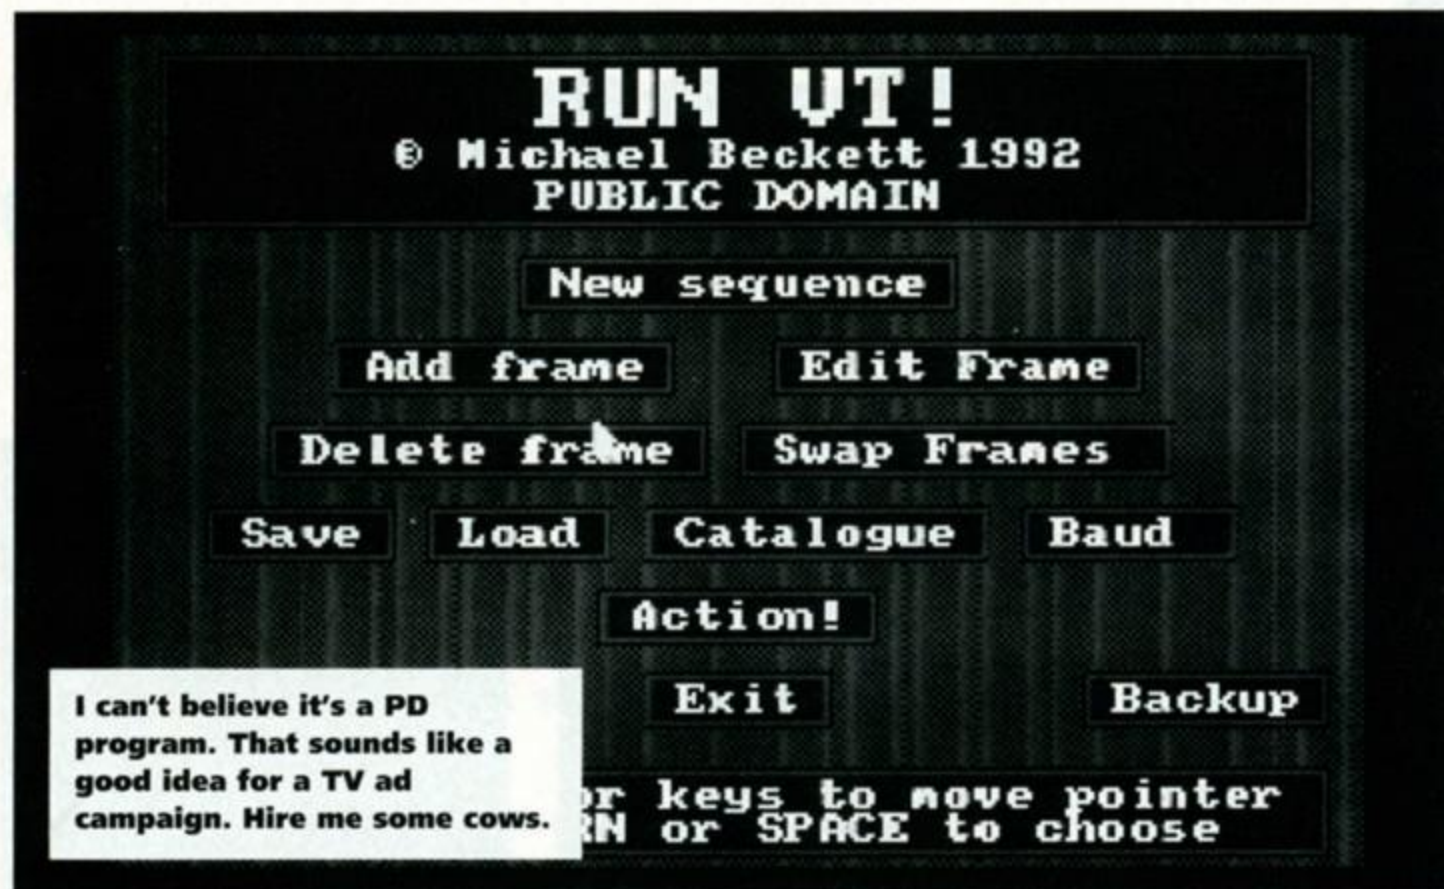 RUN VT!
© Michael Beckett 1992
PUBLIC DOMAIN
New sequence
Add frame Edit Frame
Delete frame Swap Frames
Save Load Catalogue Baud
Action!
Exit Backup
keys to move pointer
or SPACE to choose
I can't believe it's a PD
program. That sounds like a
good idea for a TV ad
campaign. Hire me some cows.